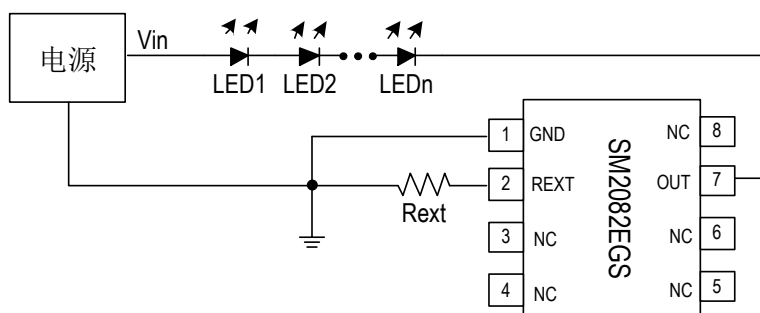 电源
Vin
LED1 LED2 LEDn
1 GND
2 REXT
3 NC
4 NC
Rext
SM2082EGS
NC 8
OUT 7
NC 6
NC 5